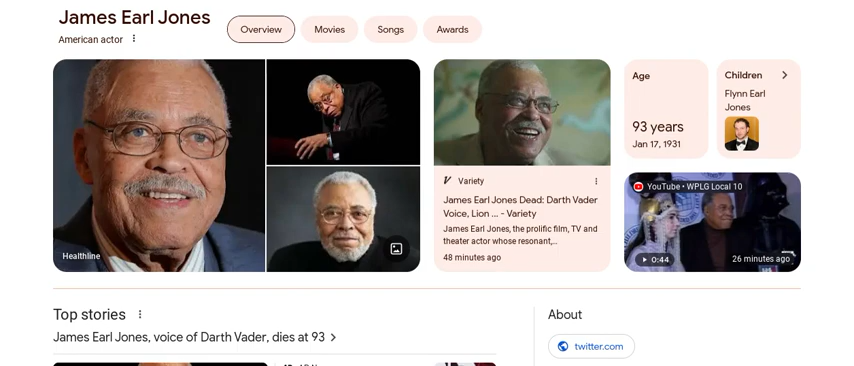 James Earl Jones
American actor
Overview
Movies
Songs
Awards
Healthline
Variety
James Earl Jones Dead: Darth Vader
Voice, Lion ... - Variety
James Earl Jones, the prolific film, TV and
theater actor whose resonant,...
48 minutes ago
Age
93 years
Jan 17, 1931
Children
Flynn Earl
Jones
YouTube • WPLG Local 10
0:44
26 minutes ago
Top stories
James Earl Jones, voice of Darth Vader, dies at 93
About
twitter.com